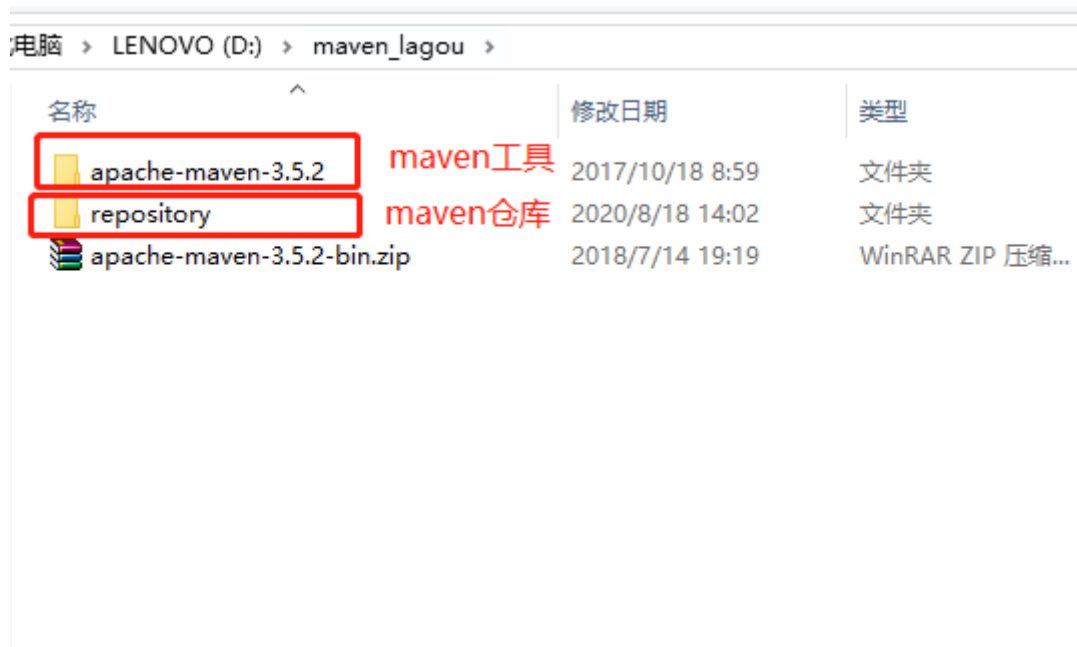 电脑 › LENOVO (D:) › maven_lagou ›
名称 修改日期 类型
apache-maven-3.5.2 maven工具 2017/10/18 8:59 文件夹
repository maven仓库 2020/8/18 14:02 文件夹
apache-maven-3.5.2-bin.zip 2018/7/14 19:19 WinRAR ZIP 压缩...